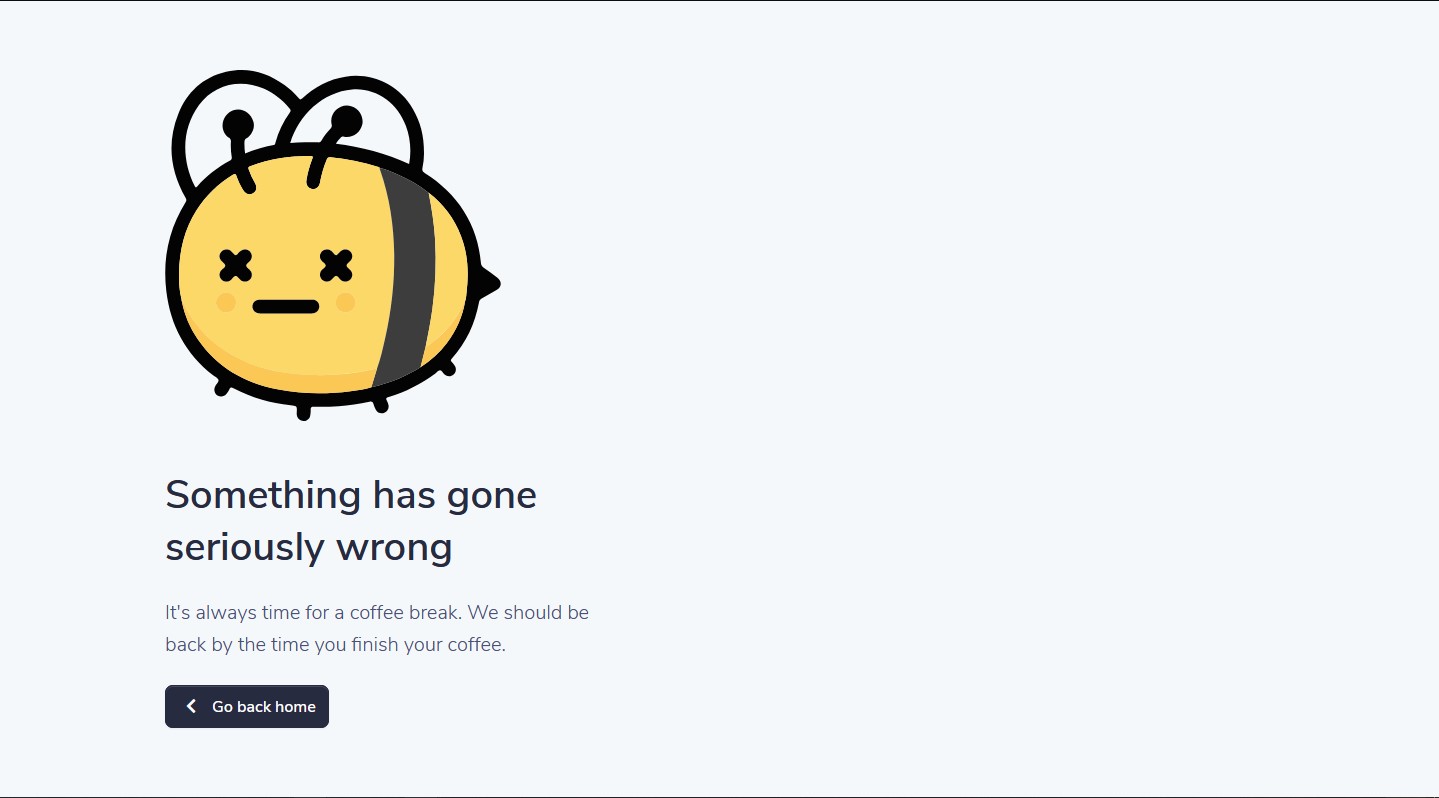 Something has gone
seriously wrong
It's always time for a coffee break. We should be
back by the time you finish your coffee.
Go back home